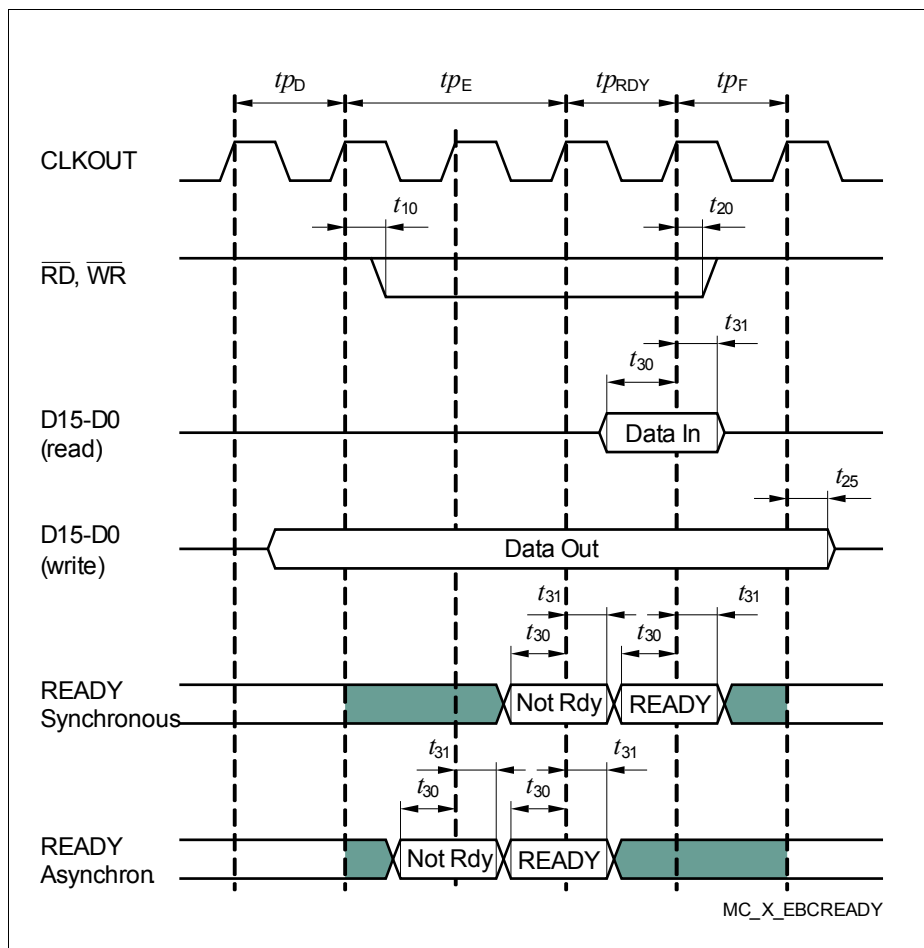 tpD tpE tpRDY tpF
CLKOUT
t10 t20
RD, WR
t31
t30
D15-D0
(read)
Data In
t25
D15-D0
(write)
Data Out
t31 t31
t30 t30
READY
Synchronous
Not Rdy READY
t31 t31
t30 t30
READY
Asynchron.
Not Rdy READY
MC_X_EBCREADY